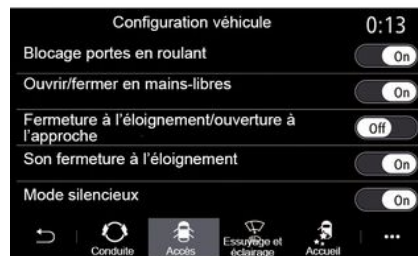 Configuration véhicule
0:13
Blocage portes en roulant
On
Ouvrir/fermer en mains-libres
On
Fermeture à l'éloignement/ouverture à
l'approche
Off
Son fermeture à l'éloignement
On
Mode silencieux
On
Conduite
Accès
Essuyage et
éclairage
Accueil